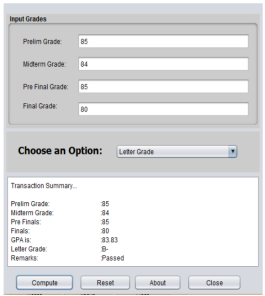 Input Grades
Prelim Grade: 85
Midterm Grade: 84
Pre Final Grade: 85
Final Grade: 80
Choose an Option: Letter Grade
Transaction Summary...
Prelim Grade: :85
Midterm Grade: :84
Pre Finals: :85
Finals: :80
GPA is: :83.83
Letter Grade: :B-
Remarks: :Passed
Compute Reset About Close